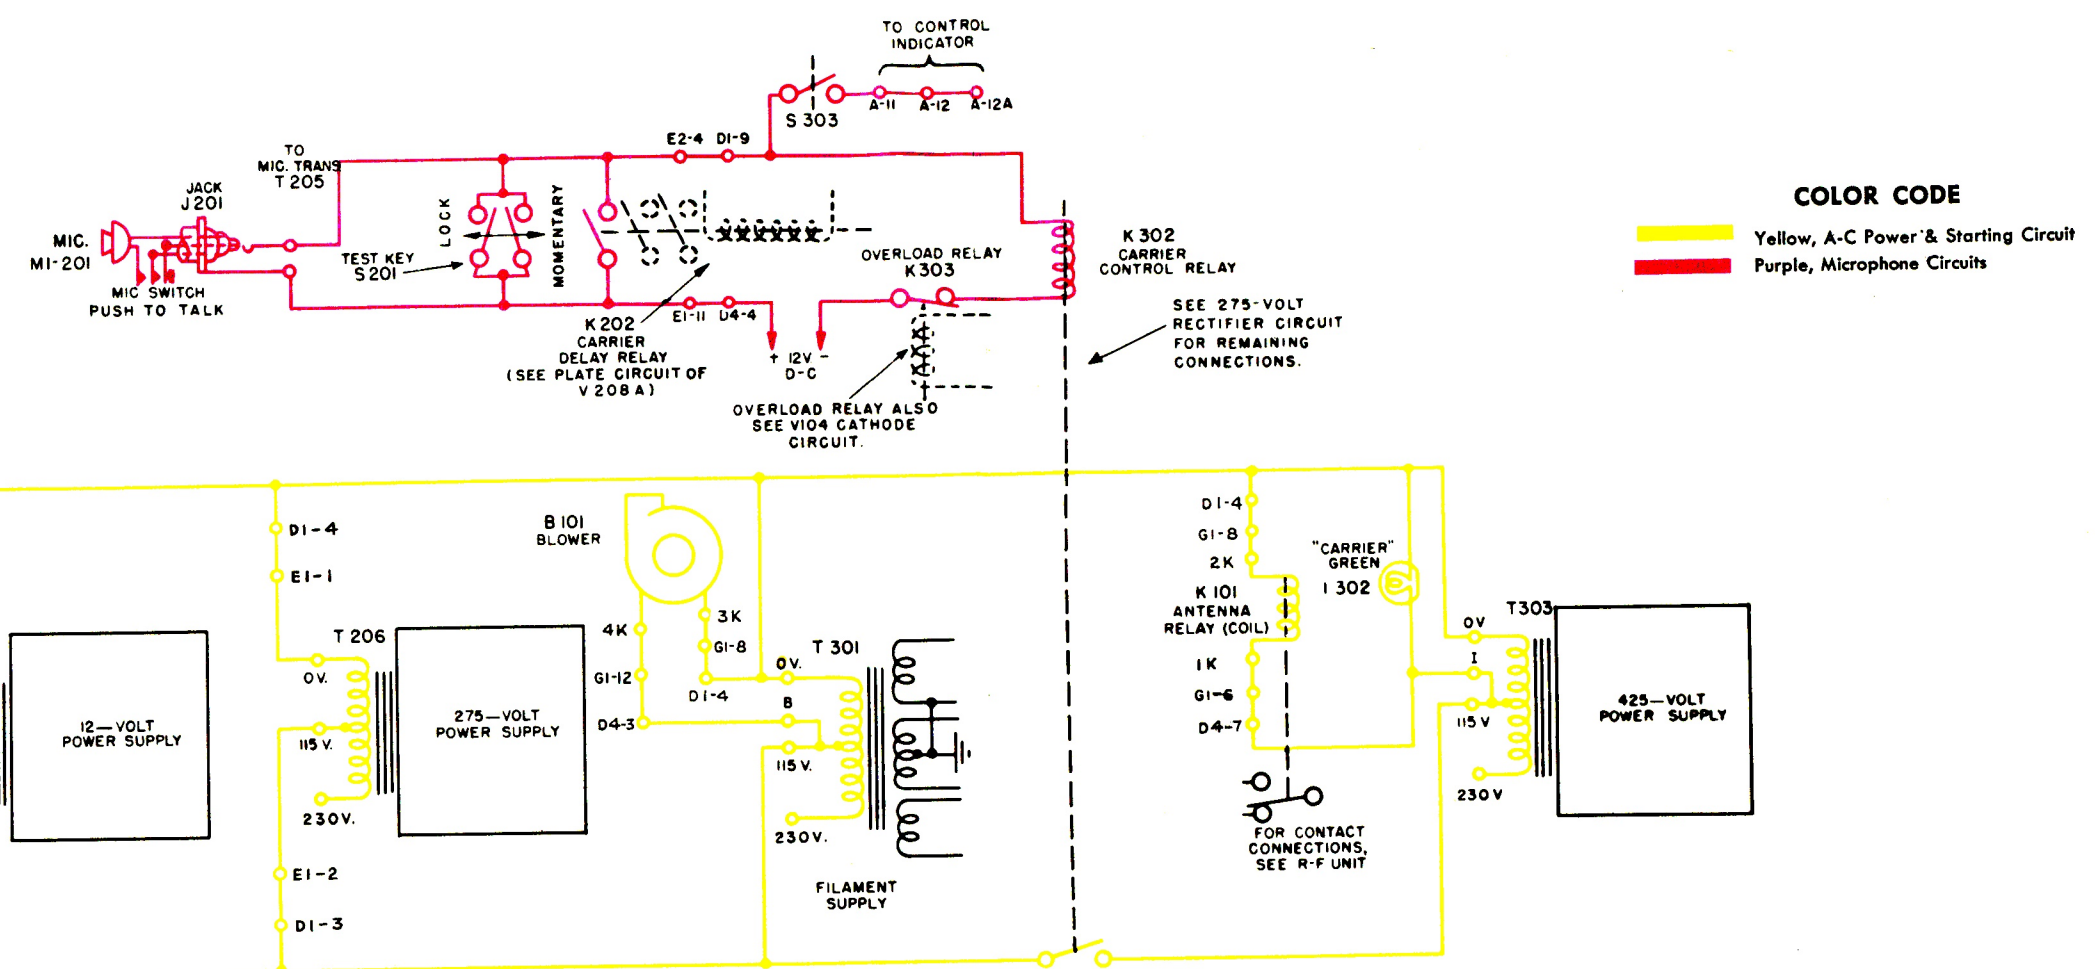 TO CONTROL
INDICATOR
S 303
A-11
A-12
A-12A
E2-4
D1-9
TO
MIC. TRANS
T 205
JACK
J 201
MIC.
MI-201
MIC SWITCH
PUSH TO TALK
LOCK
MOMENTARY
TEST KEY
S 201
K 202
CARRIER
DELAY RELAY
(SEE PLATE CIRCUIT OF
V 208 A)
E1-11
D4-4
+ 12V -
D-C
OVERLOAD RELAY
K 303
OVERLOAD RELAY ALSO
SEE V104 CATHODE
CIRCUIT.
K 302
CARRIER
CONTROL RELAY
SEE 275-VOLT
RECTIFIER CIRCUIT
FOR REMAINING
CONNECTIONS.
COLOR CODE
Yellow, A-C Power & Starting Circuit
Purple, Microphone Circuits
D1-4
E1-1
B 101
BLOWER
4K
3K
G1-12
G1-8
D4-3
D1-4
T 206
0V.
115 V.
230V.
E1-2
D1-3
12—VOLT
POWER SUPPLY
275—VOLT
POWER SUPPLY
T 301
0V.
B
115 V.
230V.
FILAMENT
SUPPLY
D1-4
G1-8
2K
K 101
ANTENNA
RELAY (COIL)
1K
G1-6
D4-7
"CARRIER"
GREEN
I 302
FOR CONTACT
CONNECTIONS,
SEE R-F UNIT
T303
0V
I
115 V
230V
425—VOLT
POWER SUPPLY